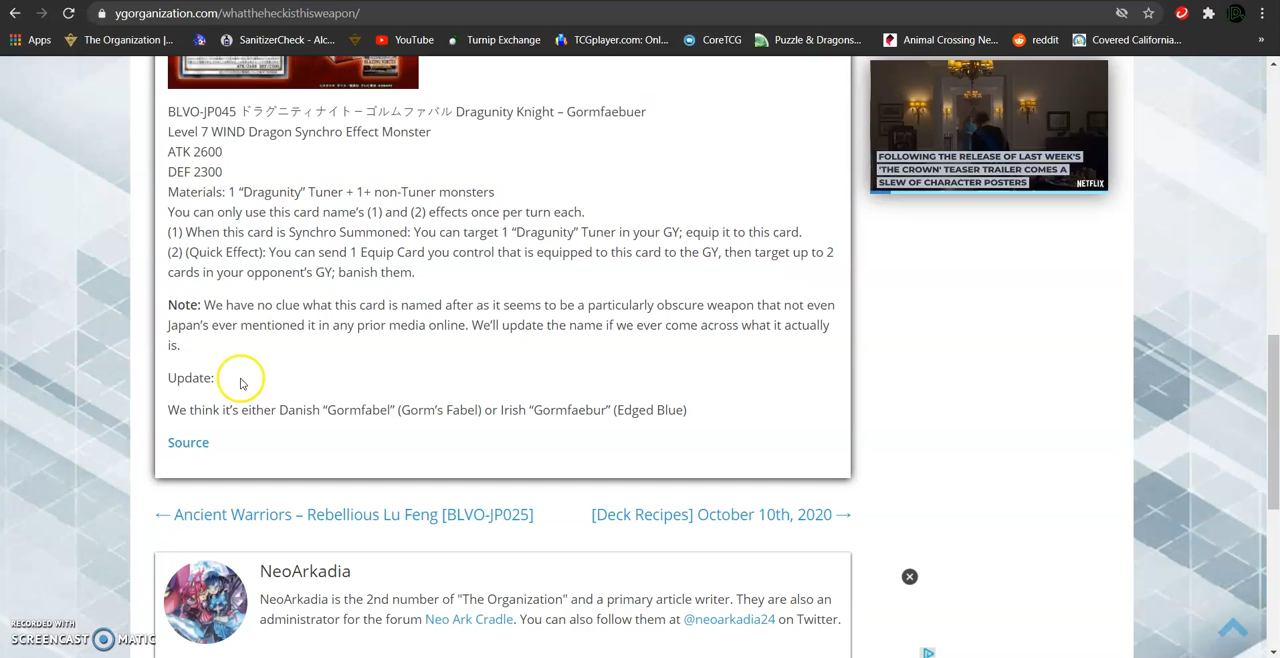 ygorganization.com/whattheheckisthisweapon/
Apps The Organization |... SanitizerCheck - Alc... YouTube Turnip Exchange TCGplayer.com: Onl... CoreTCG Puzzle & Dragons... Animal Crossing Ne... reddit Covered California... »
BLVO-JP045 ドラグニティナイト－ゴルムファバル Dragunity Knight – Gormfaebuer
Level 7 WIND Dragon Synchro Effect Monster
ATK 2600
DEF 2300
Materials: 1 “Dragunity” Tuner + 1+ non-Tuner monsters
You can only use this card name’s (1) and (2) effects once per turn each.
(1) When this card is Synchro Summoned: You can target 1 “Dragunity” Tuner in your GY; equip it to this card.
(2) (Quick Effect): You can send 1 Equip Card you control that is equipped to this card to the GY, then target up to 2
cards in your opponent’s GY; banish them.
Note: We have no clue what this card is named after as it seems to be a particularly obscure weapon that not even
Japan’s ever mentioned it in any prior media online. We’ll update the name if we ever come across what it actually
is.
Update:
We think it’s either Danish “Gormfabel” (Gorm’s Fabel) or Irish “Gormfaebur” (Edged Blue)
Source
← Ancient Warriors – Rebellious Lu Feng [BLVO-JP025]
[Deck Recipes] October 10th, 2020 →
NeoArkadia
NeoArkadia is the 2nd number of "The Organization" and a primary article writer. They are also an
administrator for the forum Neo Ark Cradle. You can also follow them at @neoarkadia24 on Twitter.
FOLLOWING THE RELEASE OF LAST WEEK'S
'THE CROWN' TEASER TRAILER COMES A
SLEW OF CHARACTER POSTERS
NETFLIX
RECORDED WITH
SCREENCAST MATIC